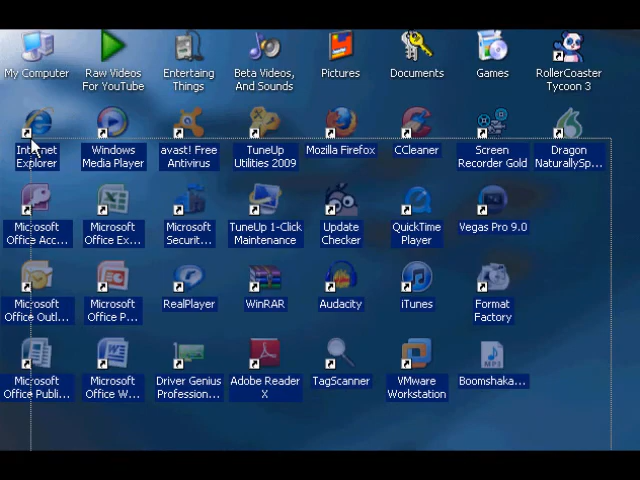 My Computer
Raw Videos
For YouTube
Entertaing
Things
Beta Videos,
And Sounds
Pictures
Documents
Games
RollerCoaster
Tycoon 3
Internet
Explorer
Windows
Media Player
avast! Free
Antivirus
TuneUp
Utilities 2009
Mozilla Firefox
CCleaner
Screen
Recorder Gold
Dragon
NaturallySp...
Microsoft
Office Acc...
Microsoft
Office Ex...
Microsoft
Securit...
TuneUp 1-Click
Maintenance
Update
Checker
QuickTime
Player
Vegas Pro 9.0
Microsoft
Office Outl...
Microsoft
Office P...
RealPlayer
WinRAR
Audacity
iTunes
Format
Factory
Microsoft
Office Publi...
Microsoft
Office W...
Driver Genius
Profession...
Adobe Reader
X
TagScanner
VMware
Workstation
MP3
Boomshaka...